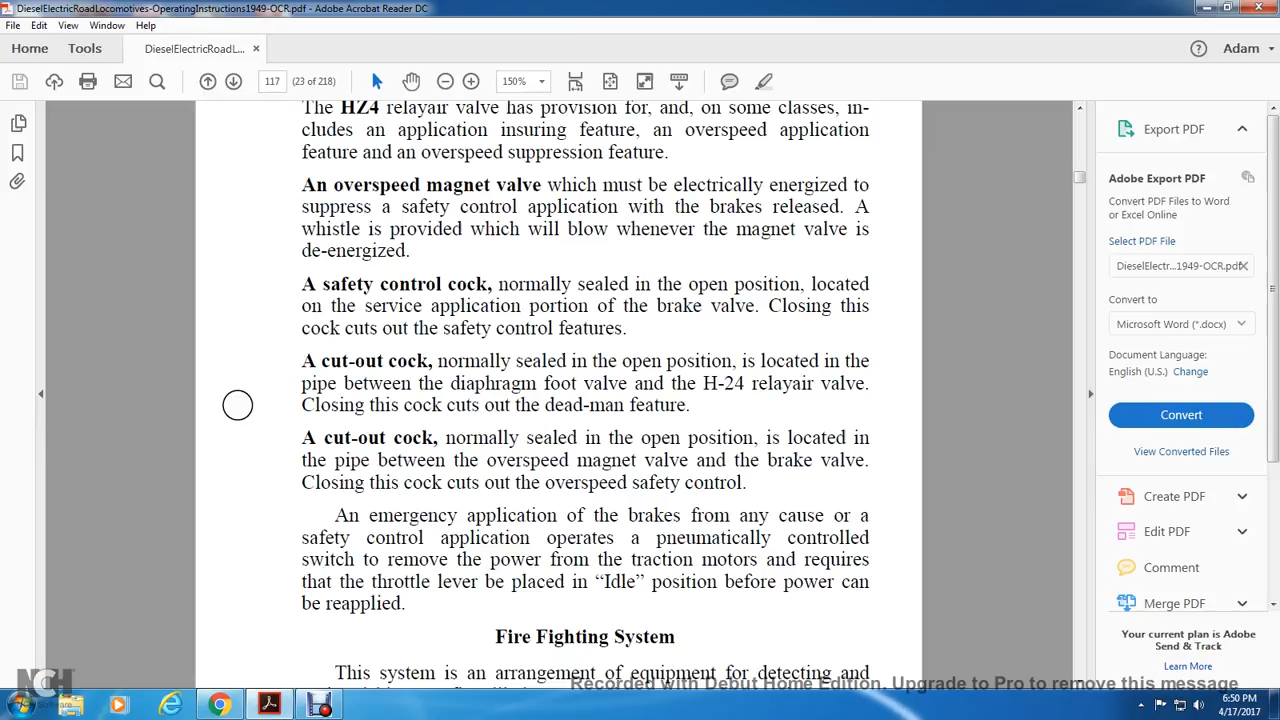 DieselElectricRoadLocomotives-OperatingInstructions1949-OCR.pdf - Adobe Acrobat Reader DC
File Edit View Window Help
Home Tools DieselElectricRoadL... × Adam
117 (23 of 218) 150%
The HZ4 relayair valve has provision for, and, on some classes, in-
cludes an application insuring feature, an overspeed application
feature and an overspeed suppression feature.
An overspeed magnet valve which must be electrically energized to
suppress a safety control application with the brakes released. A
whistle is provided which will blow whenever the magnet valve is
de-energized.
A safety control cock, normally sealed in the open position, located
on the service application portion of the brake valve. Closing this
cock cuts out the safety control features.
A cut-out cock, normally sealed in the open position, is located in the
pipe between the diaphragm foot valve and the H-24 relayair valve.
Closing this cock cuts out the dead-man feature.
A cut-out cock, normally sealed in the open position, is located in
the pipe between the overspeed magnet valve and the brake valve.
Closing this cock cuts out the overspeed safety control.
An emergency application of the brakes from any cause or a
safety control application operates a pneumatically controlled
switch to remove the power from the traction motors and requires
that the throttle lever be placed in “Idle” position before power can
be reapplied.
Fire Fighting System
This system is an arrangement of equipment for detecting and
Export PDF
Adobe Export PDF
Convert PDF Files to Word
or Excel Online
Select PDF File
DieselElectr...1949-OCR.pdf
Convert to
Microsoft Word (*.docx)
Document Language:
English (U.S.) Change
Convert
View Converted Files
Create PDF
Edit PDF
Comment
Merge PDF
Your current plan is Adobe
Send & Track
Learn More
NCH Software
Recorded with Debut Home Edition. Upgrade to Pro to remove this message
6:50 PM
4/17/2017